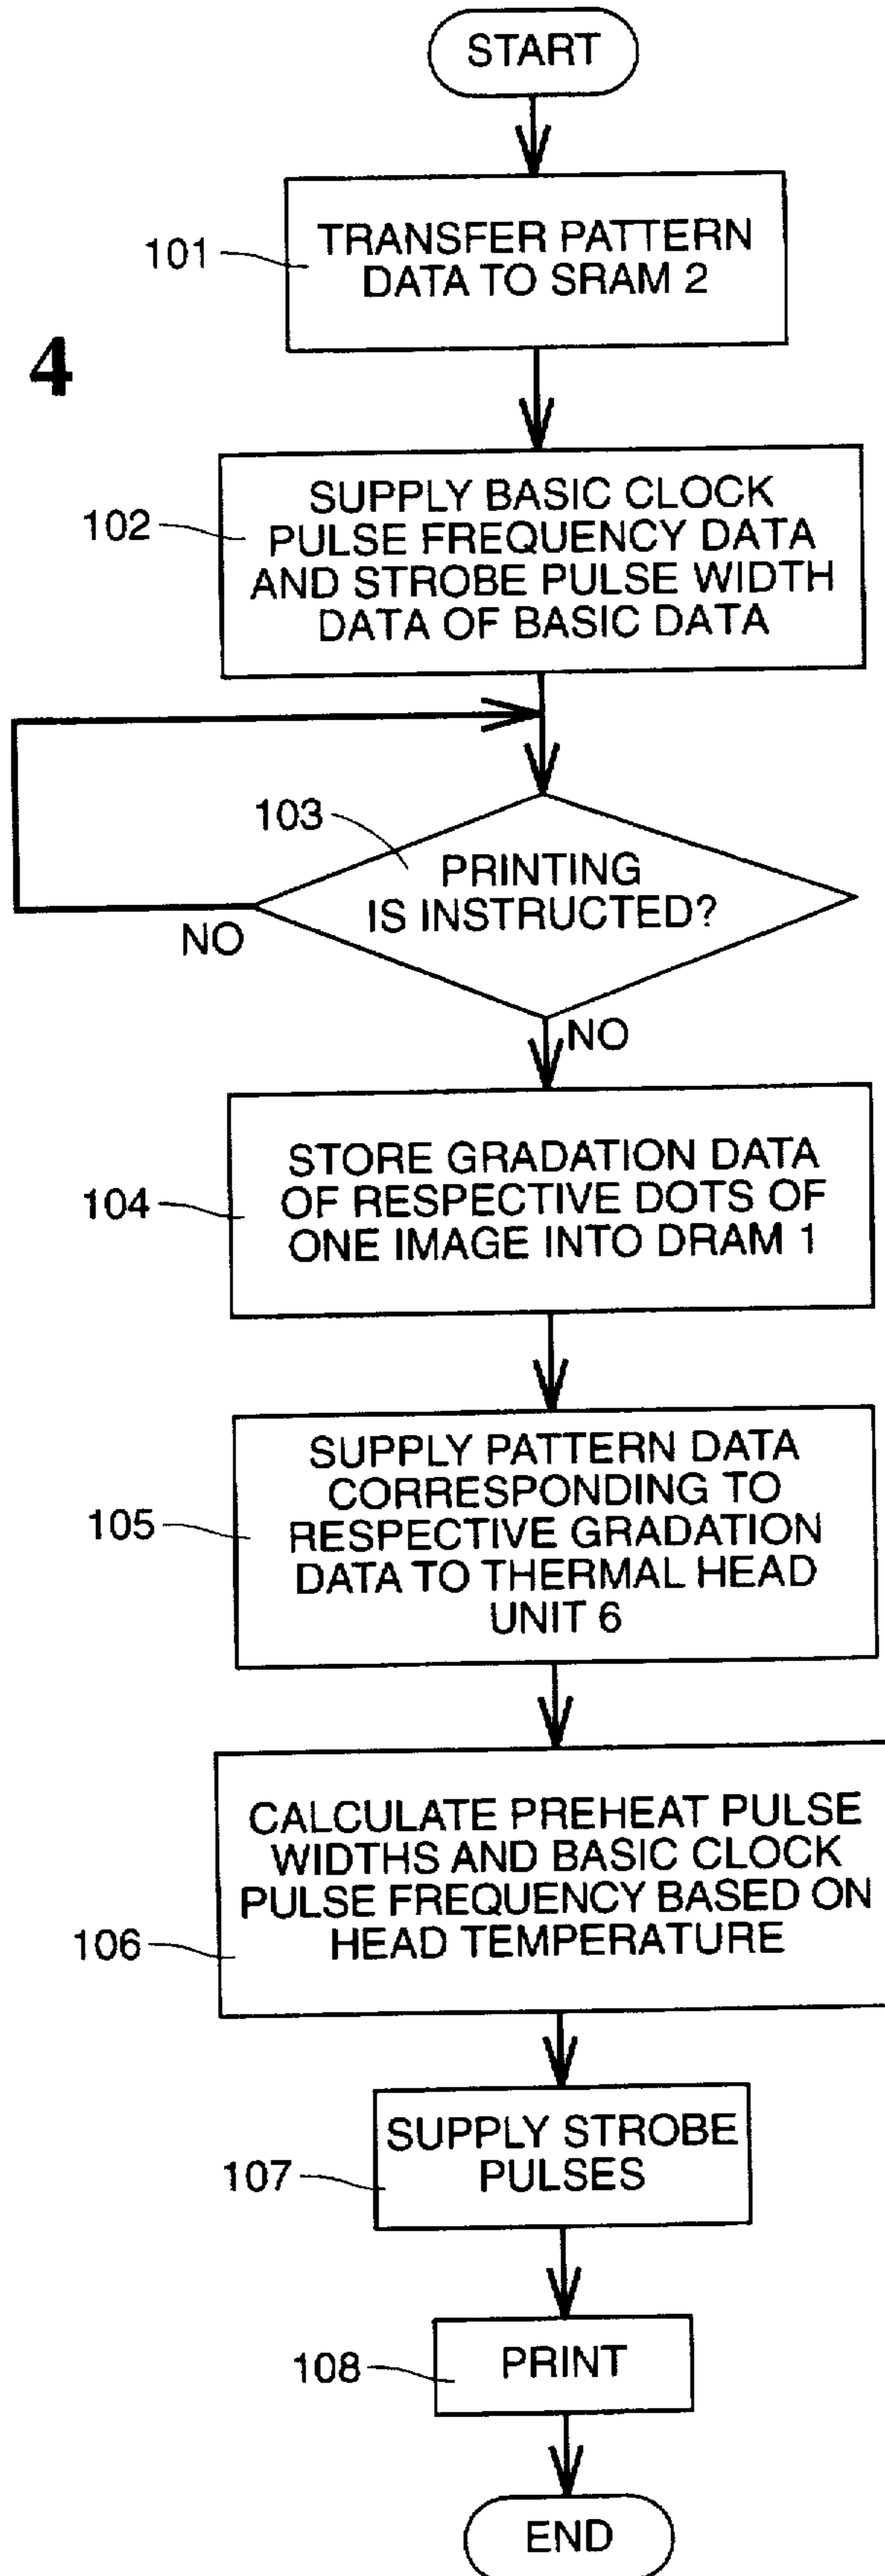 START
101
TRANSFER PATTERN
DATA TO SRAM 2
4
102
SUPPLY BASIC CLOCK
PULSE FREQUENCY DATA
AND STROBE PULSE WIDTH
DATA OF BASIC DATA
103
PRINTING
IS INSTRUCTED?
NO
NO
104
STORE GRADATION DATA
OF RESPECTIVE DOTS OF
ONE IMAGE INTO DRAM 1
105
SUPPLY PATTERN DATA
CORRESPONDING TO
RESPECTIVE GRADATION
DATA TO THERMAL HEAD
UNIT 6
106
CALCULATE PREHEAT PULSE
WIDTHS AND BASIC CLOCK
PULSE FREQUENCY BASED ON
HEAD TEMPERATURE
107
SUPPLY STROBE
PULSES
108
PRINT
END